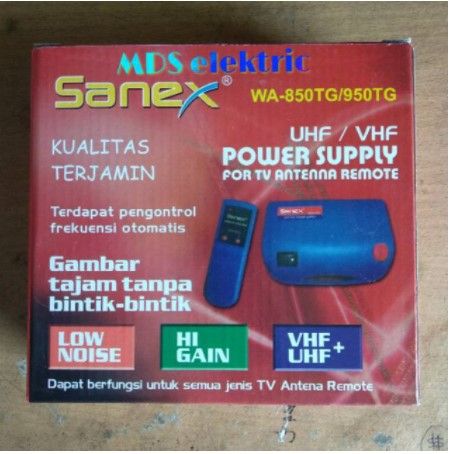 MDS elektric
Sanex®
WA-850TG/950TG
UHF / VHF
POWER SUPPLY
FOR TV ANTENNA REMOTE
KUALITAS
TERJAMIN
Terdapat pengontrol
frekuensi otomatis
Gambar
tajam tanpa
bintik-bintik
Sanex
SANEX
LOW
NOISE
HI
GAIN
VHF +
UHF
Dapat berfungsi untuk semua jenis TV Antena Remote